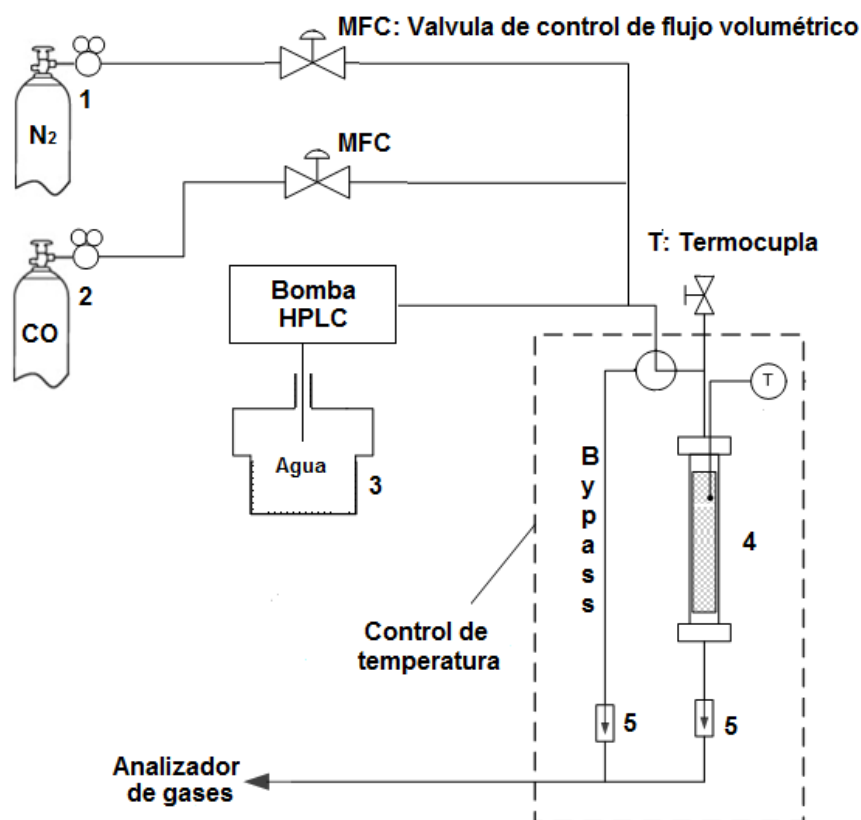 MFC: Valvula de control de flujo volumétrico
1
N2
MFC
T: Termocupla
2
CO
Bomba
HPLC
T
Agua
3
Bypass
4
Control de
temperatura
5
5
Analizador
de gases